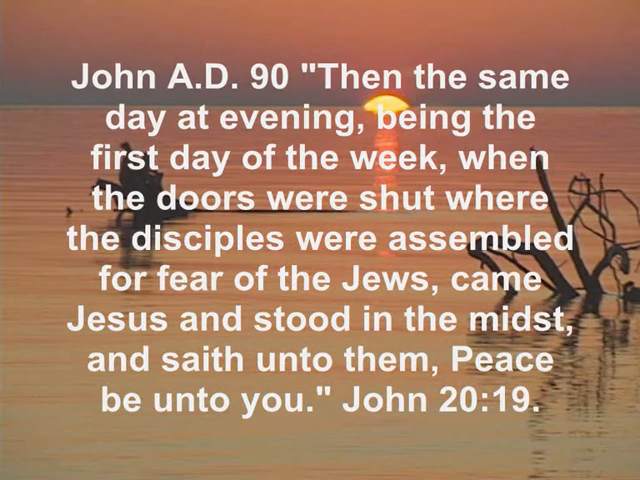 John A.D. 90 "Then the same
day at evening, being the
first day of the week, when
the doors were shut where
the disciples were assembled
for fear of the Jews, came
Jesus and stood in the midst,
and saith unto them, Peace
be unto you." John 20:19.